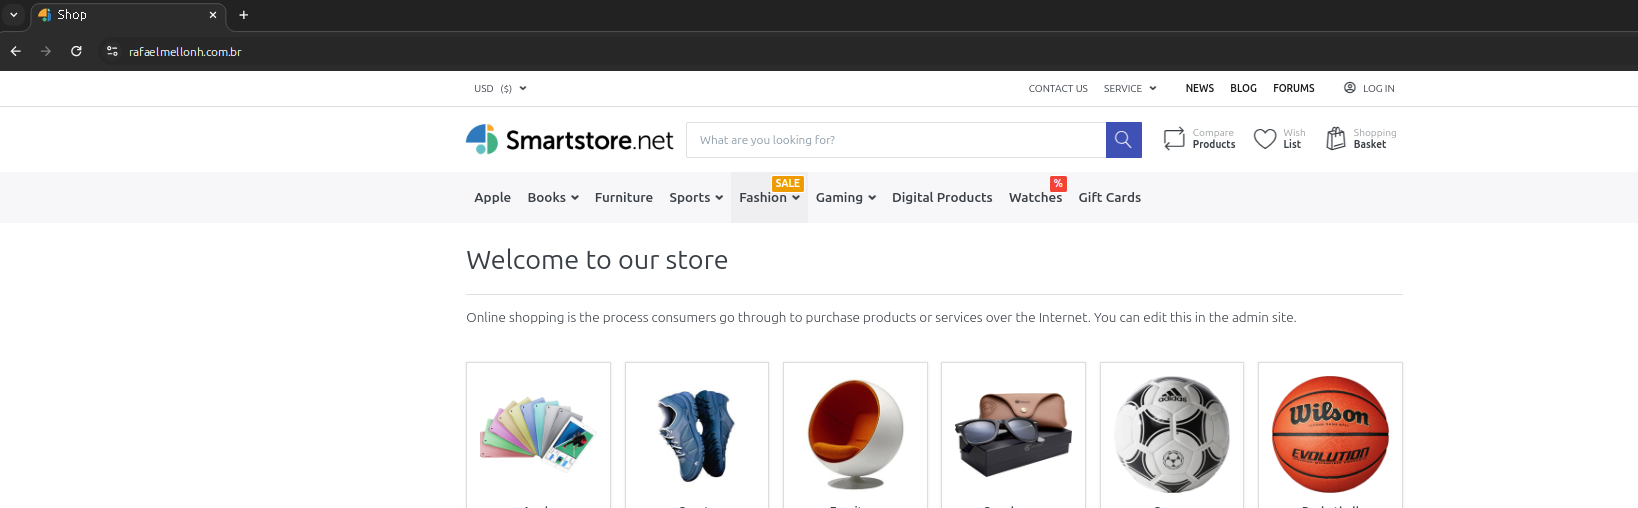 Shop
rafaelmellonh.com.br
USD ($) CONTACT US SERVICE NEWS BLOG FORUMS LOG IN
Smartstore.net What are you looking for? Compare Products Wish List Shopping Basket
SALE %
Apple Books Furniture Sports Fashion Gaming Digital Products Watches Gift Cards
Welcome to our store
Online shopping is the process consumers go through to purchase products or services over the Internet. You can edit this in the admin site.
adidas
Wilson
EVOLUTION